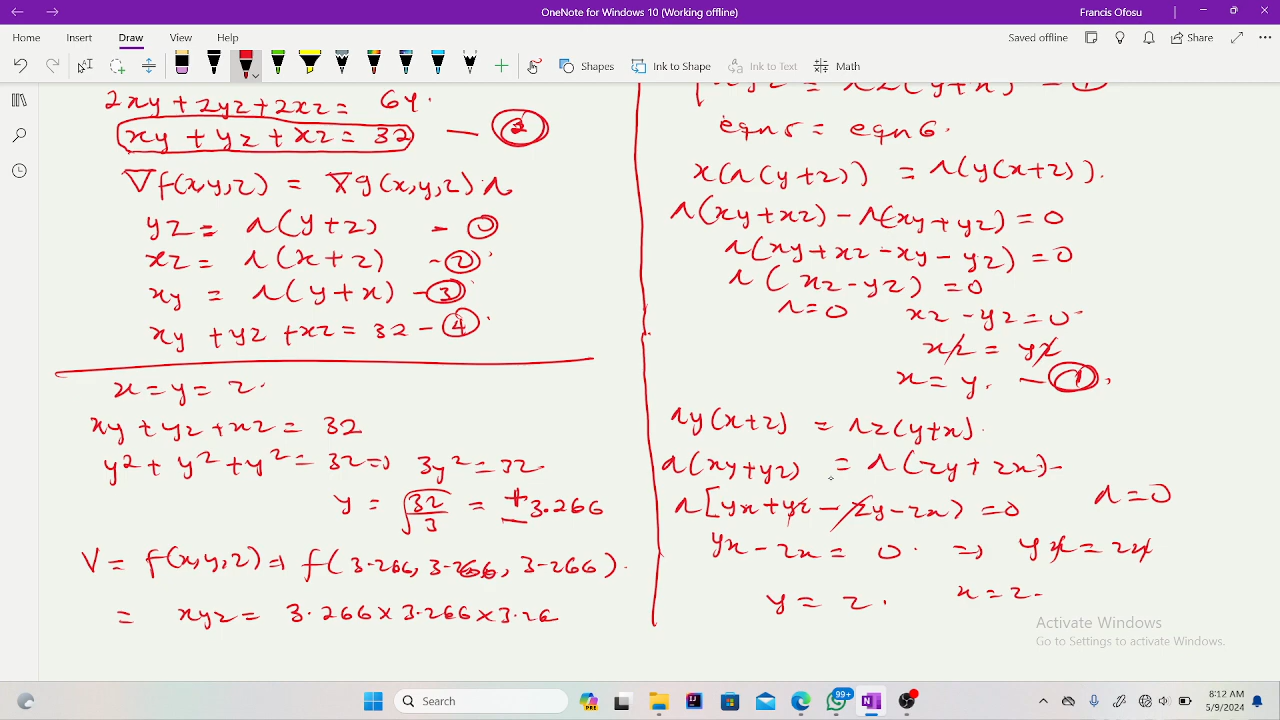 OneNote for Windows 10 (Working offline)
Francis Ofosu
Home Insert Draw View Help
Saved offline
Share
Shapes
Ink to Shape
Ink to Text
Math
2xy + 2yz + 2xz = 64.
xy + yz + xz = 32 — 2
∇f(x,y,z) = ∇g(x,y,z) . λ
yz = λ(y+z) - 1
xz = λ(x+z) - 2
xy = λ(y+x) - 3
xy + yz + xz = 32 - 4
x = y = z.
xy + yz + xz = 32
y² + y² + y² = 32 => 3y² = 32
y = √32/3 = ±3.266
V = f(x,y,z) => f(3.266, 3.266, 3.266).
= xyz = 3.266 x 3.266 x 3.26
eqn 5 = eqn 6.
x(λ(y+z)) = λ(y(x+z)).
λ(xy+xz) - λ(xy+yz) = 0
λ(xy+xz-xy-yz) = 0
λ(xz-yz) = 0
λ = 0 xz - yz = 0
xz = yz
x = y. — 1
λy(x+z) = λz(y+x).
λ(xy+yz) = λ(zy+zx)
λ[yx+yz-zy-zx) = 0 λ = 0
yx - zx = 0 . => yx = zx
y = z . x = z.
Activate Windows
Go to Settings to activate Windows.
Search
PRE
99+
8:12 AM
5/9/2024